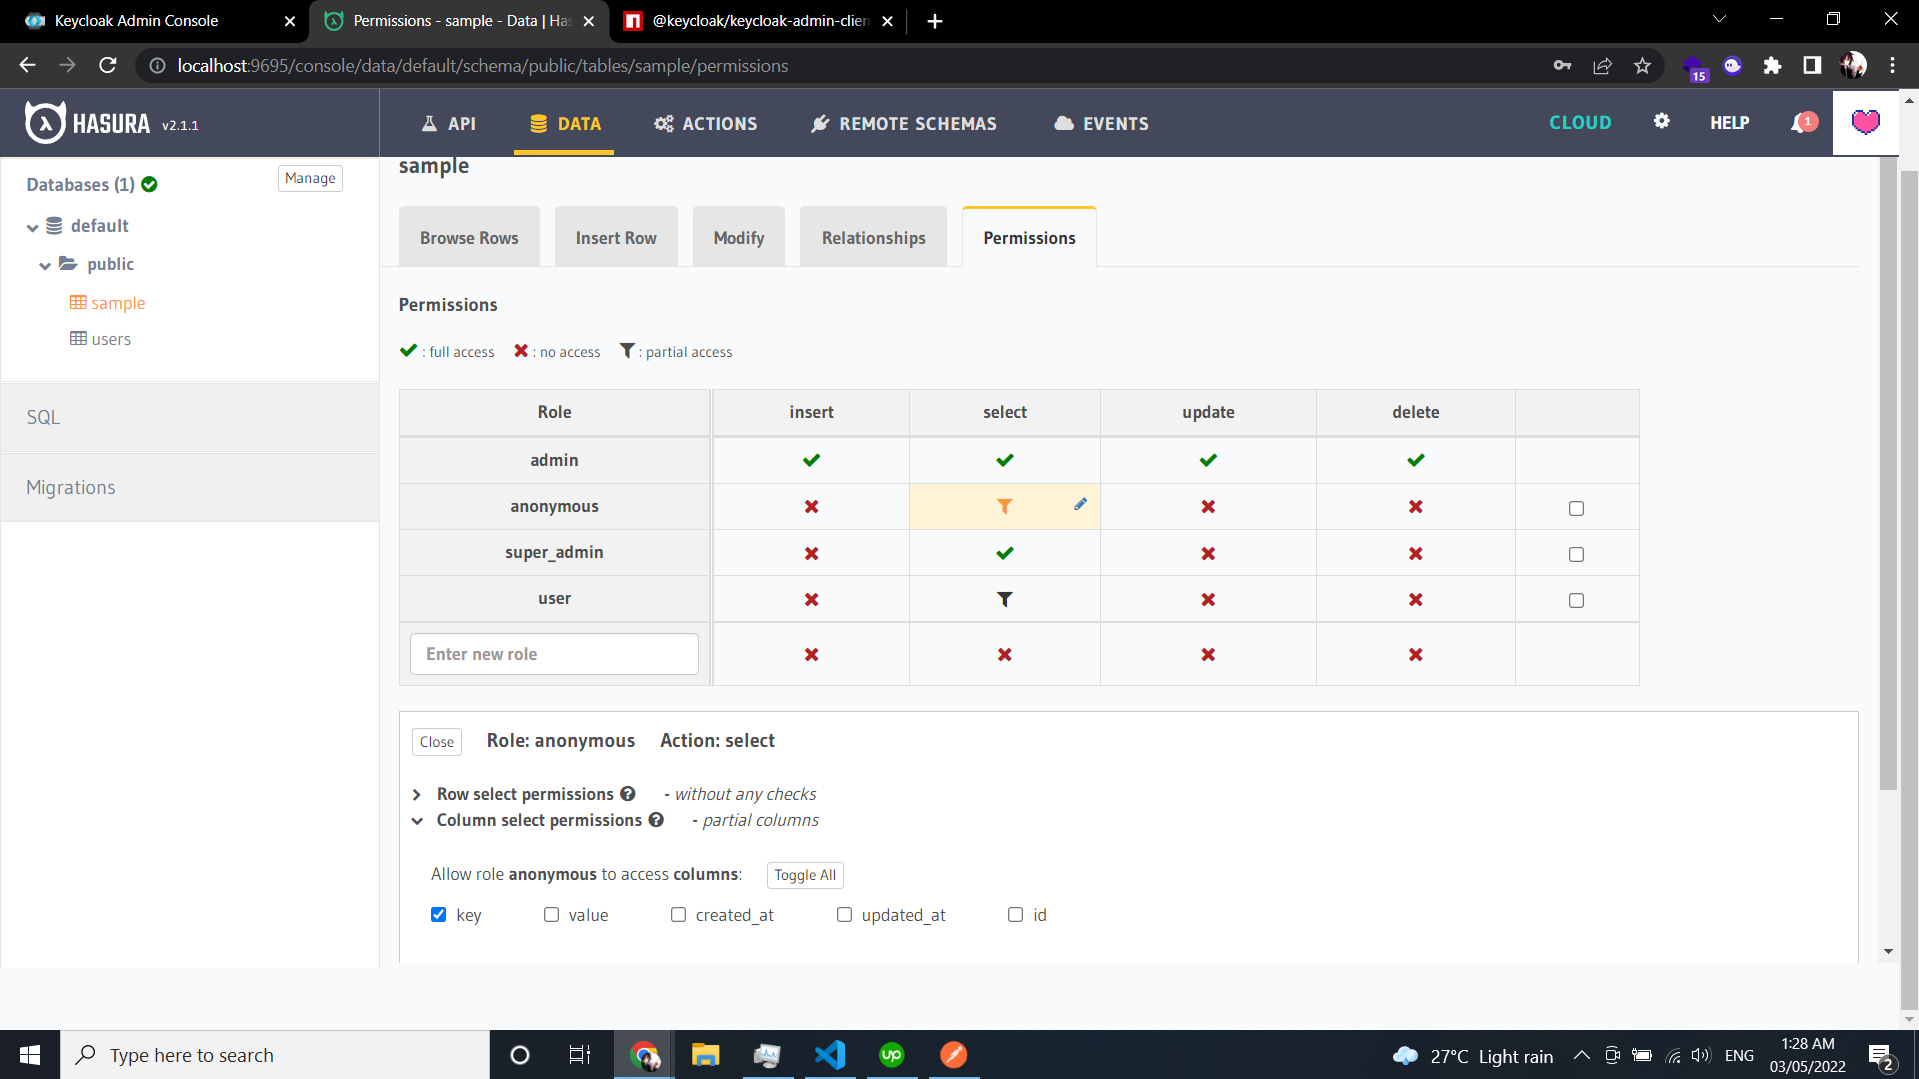 Keycloak Admin Console
Permissions - sample - Data | Has
@keycloak/keycloak-admin-clien
localhost:9695/console/data/default/schema/public/tables/sample/permissions
15
HASURA v2.1.1
API
DATA
ACTIONS
REMOTE SCHEMAS
EVENTS
CLOUD
HELP
1
Databases (1)
Manage
default
public
sample
users
SQL
Migrations
sample
Browse Rows
Insert Row
Modify
Relationships
Permissions
Permissions
: full access : no access : partial access
Role insert select update delete
admin
anonymous
super_admin
user
Enter new role
Close Role: anonymous Action: select
Row select permissions - without any checks
Column select permissions - partial columns
Allow role anonymous to access columns: Toggle All
key value created_at updated_at id
Type here to search
up
27°C Light rain
ENG
1:28 AM
03/05/2022
2